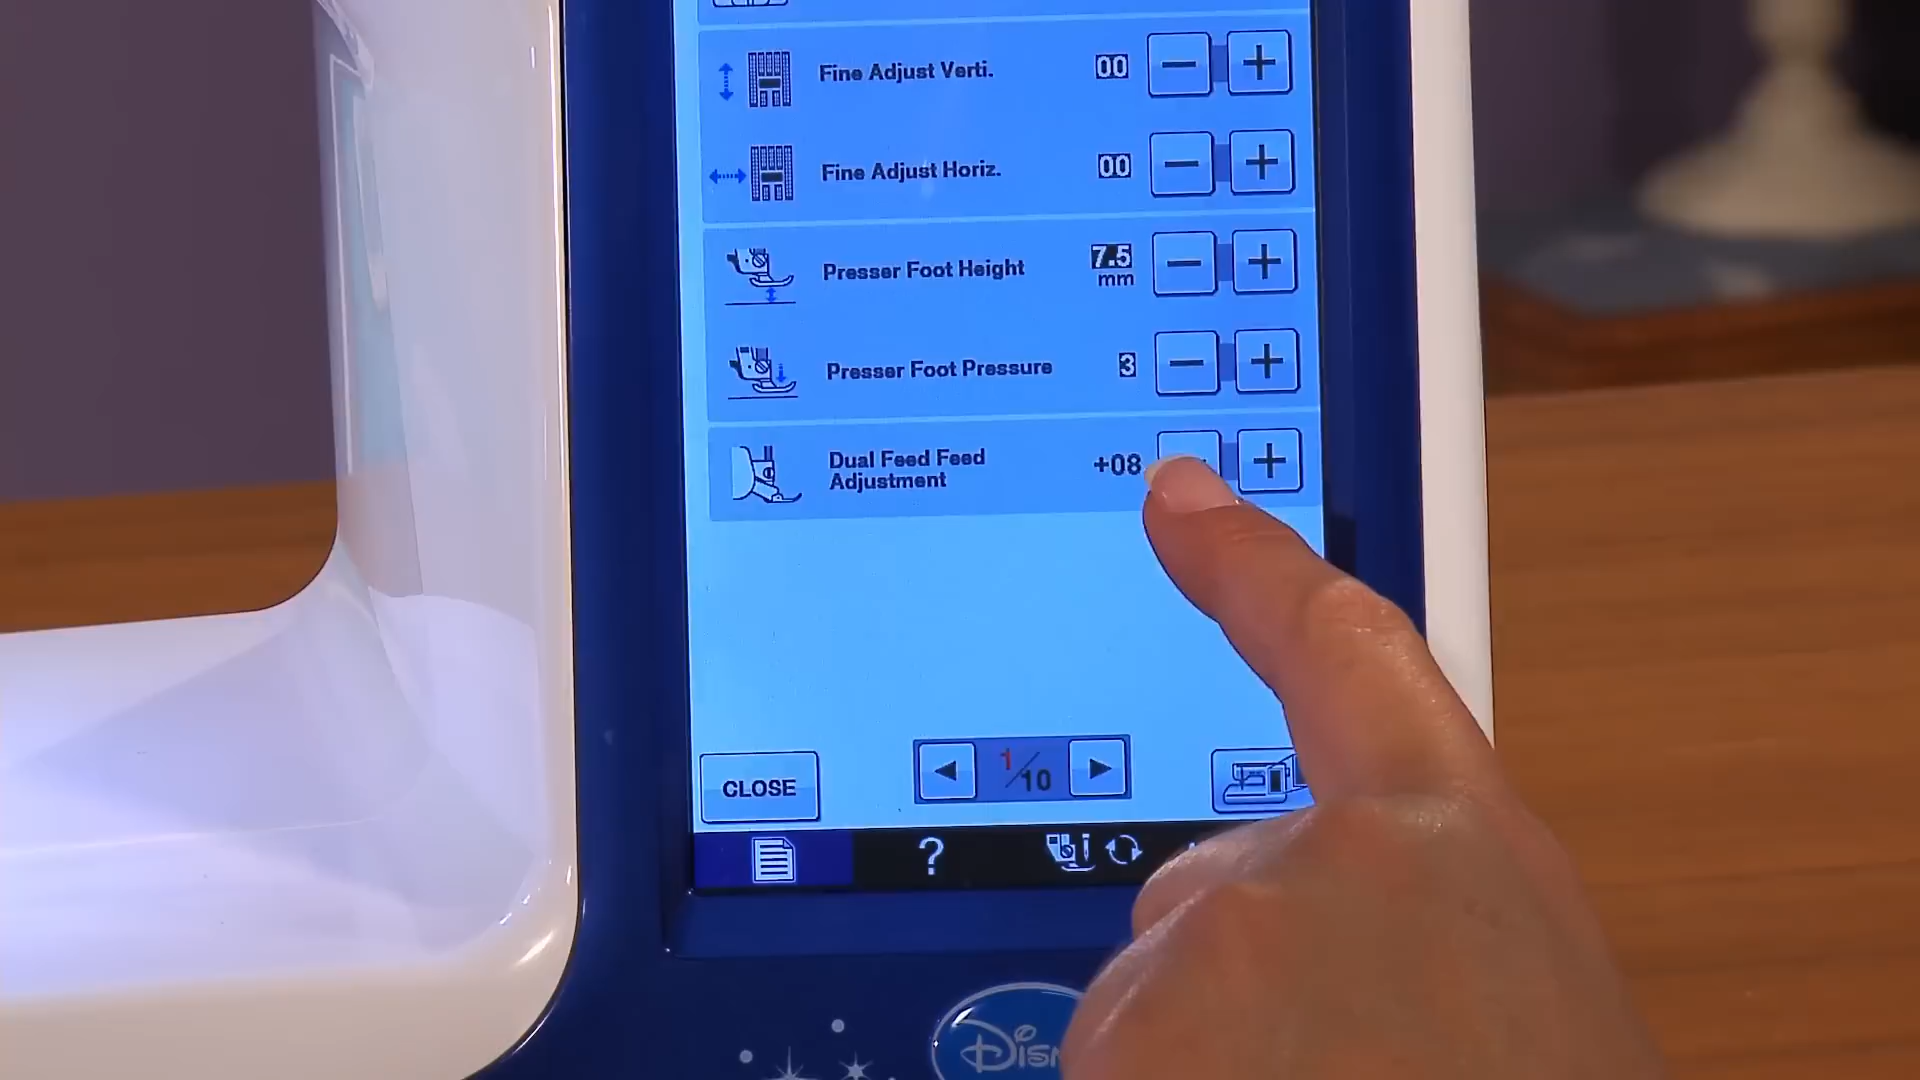 Fine Adjust Verti. 00 − +
Fine Adjust Horiz. 00 − +
Presser Foot Height 7.5 mm − +
Presser Foot Pressure 3 − +
Dual Feed Feed
Adjustment +08 +
CLOSE 1/10
?